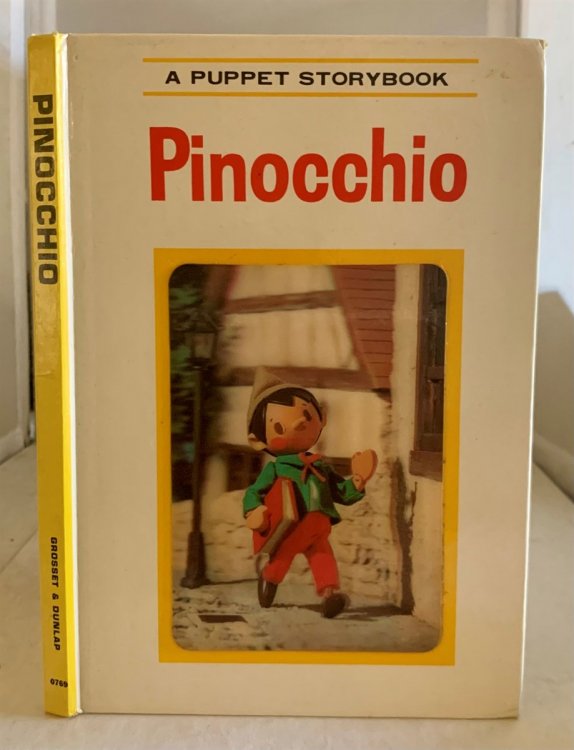 A PUPPET STORYBOOK
Pinocchio
PINOCCHIO
GROSSET & DUNLAP
0769